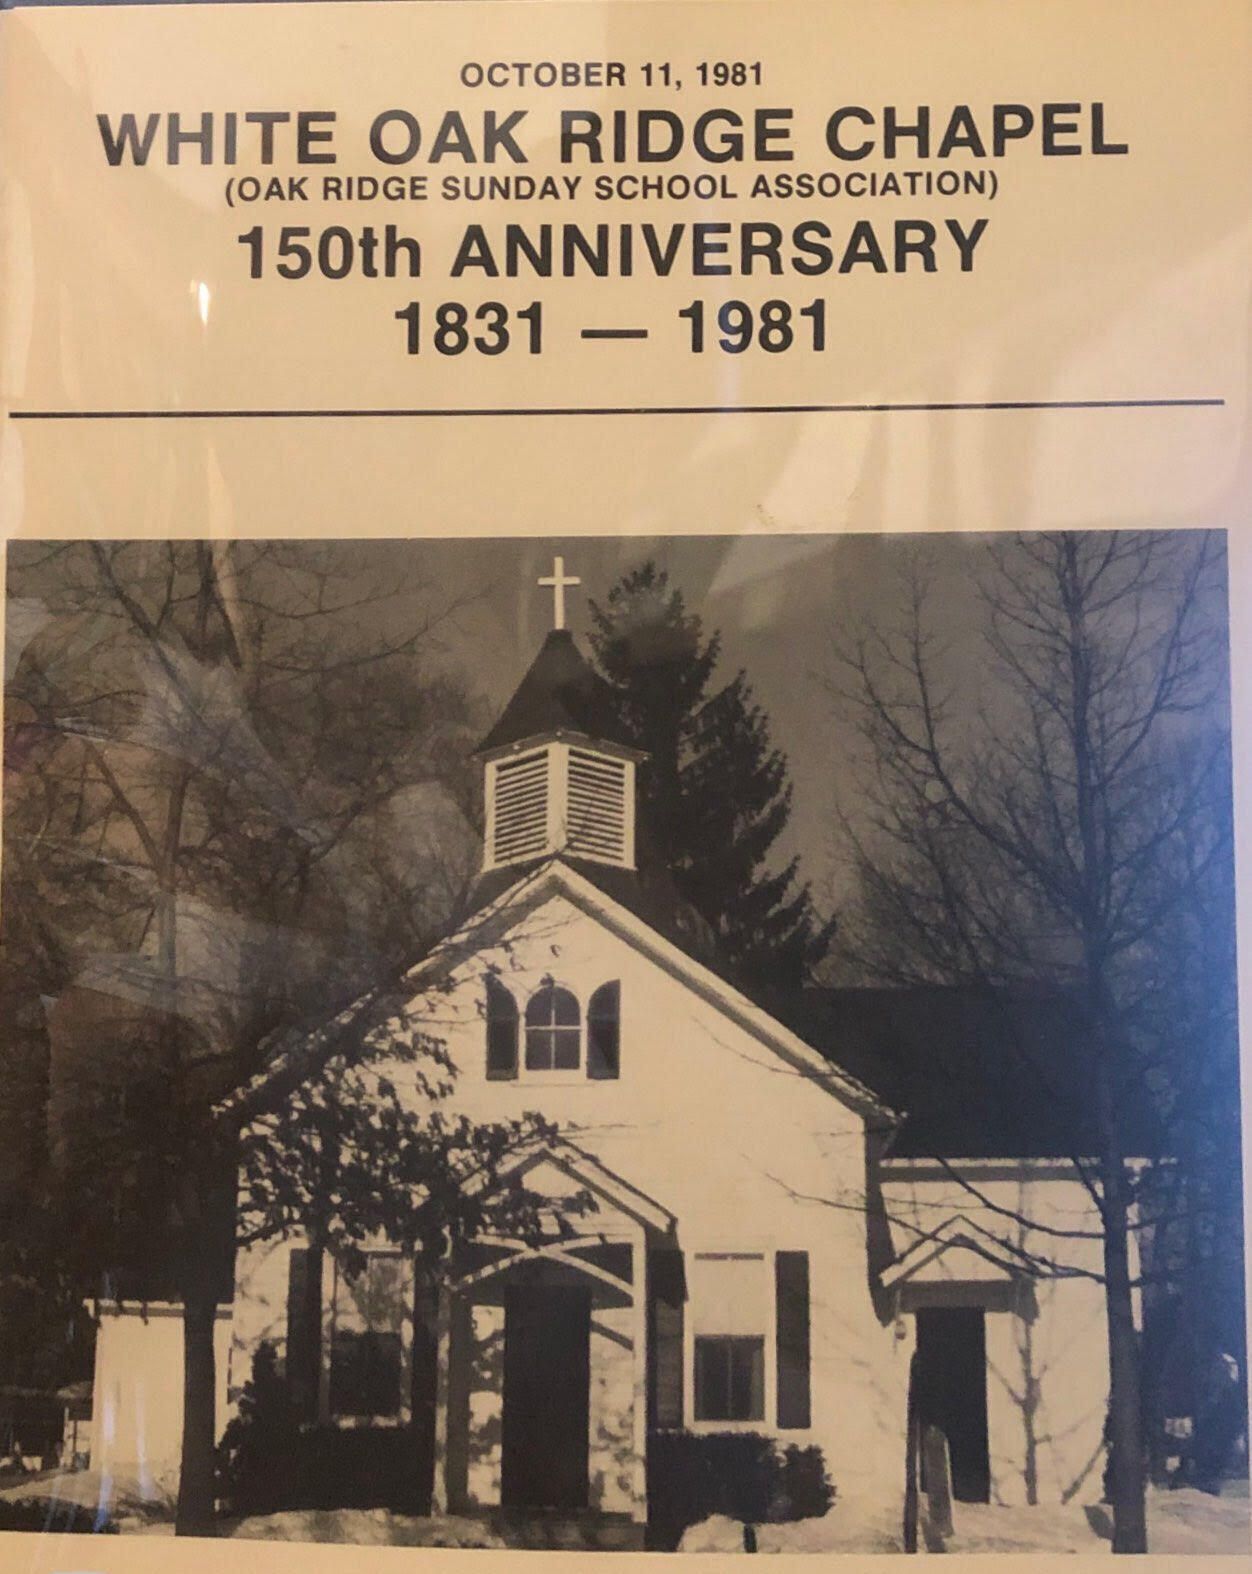 OCTOBER 11, 1981
WHITE OAK RIDGE CHAPEL
(OAK RIDGE SUNDAY SCHOOL ASSOCIATION)
150th ANNIVERSARY
1831 — 1981